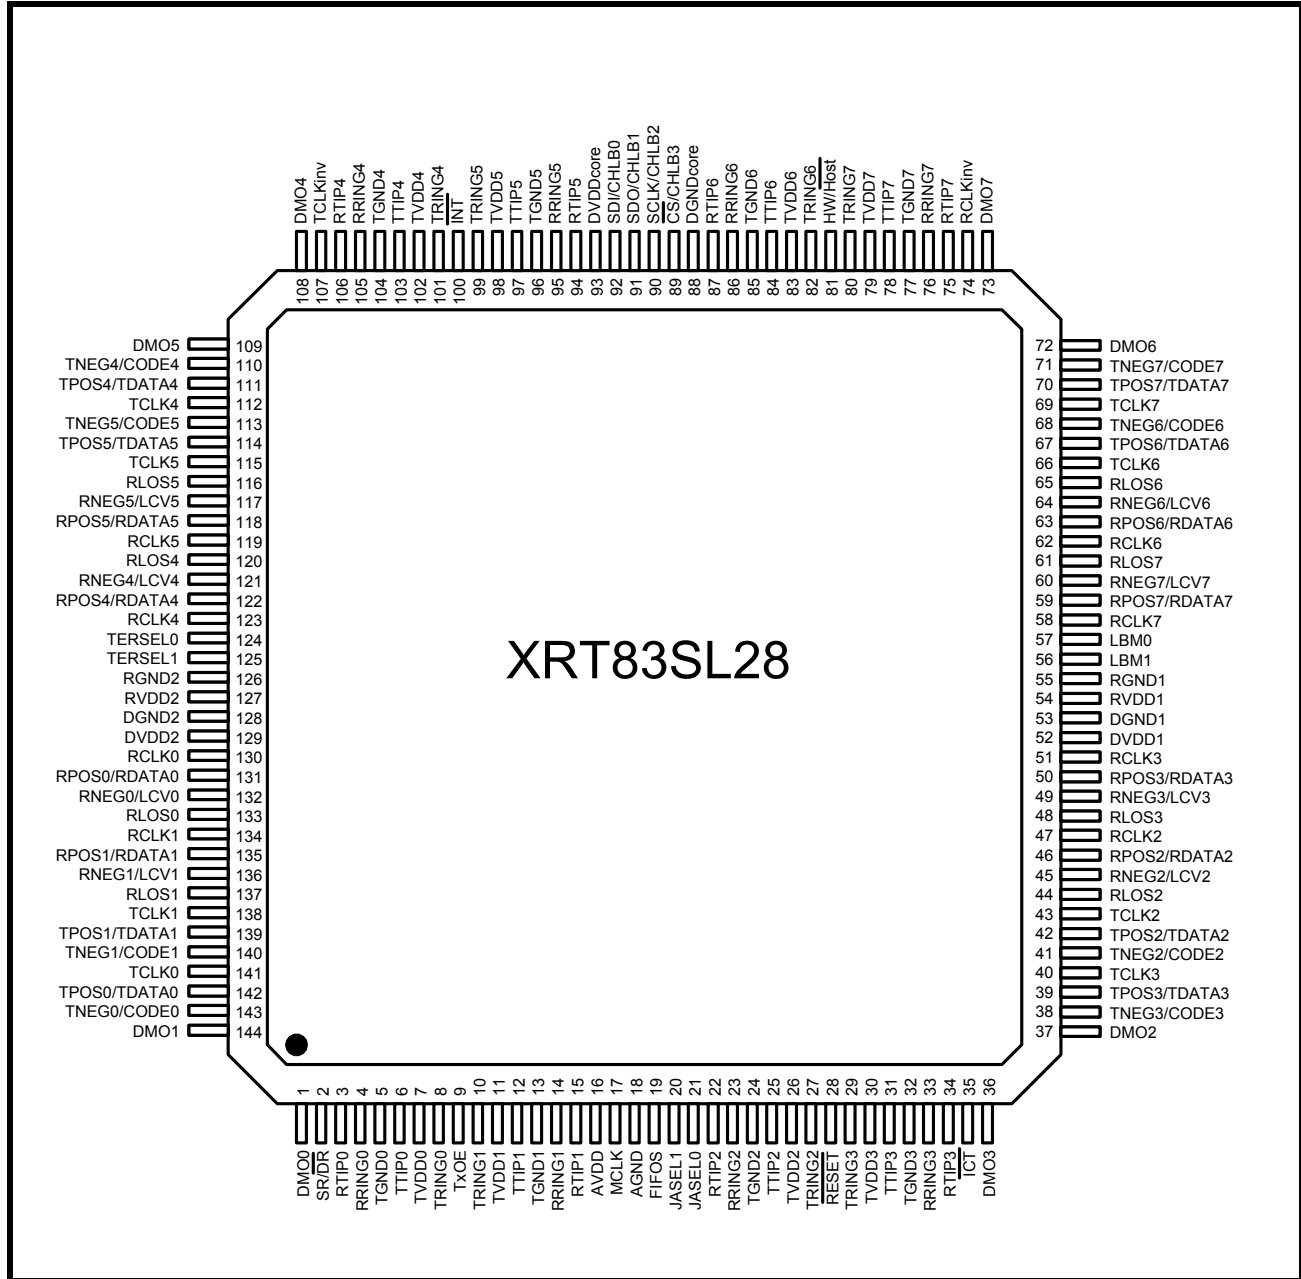 DMO4
TCLKinv
RTIP4
RRING4
TGND4
TTIP4
TVDD4
TRING4
INT
TRING5
TVDD5
TTIP5
TGND5
RRING5
RTIP5
DVDDcore
SDI/CHLB0
SDO/CHLB1
SCLK/CHLB2
CS/CHLB3
DGNDcore
RTIP6
RRING6
TGND6
TTIP6
TVDD6
TRING6
HW/Host
TRING7
TVDD7
TTIP7
TGND7
RRING7
RTIP7
RCLKinv
DMO7
108
107
106
105
104
103
102
101
100
99
98
97
96
95
94
93
92
91
90
89
88
87
86
85
84
83
82
81
80
79
78
77
76
75
74
73
DMO5 109
TNEG4/CODE4 110
TPOS4/TDATA4 111
TCLK4 112
TNEG5/CODE5 113
TPOS5/TDATA5 114
TCLK5 115
RLOS5 116
RNEG5/LCV5 117
RPOS5/RDATA5 118
RCLK5 119
RLOS4 120
RNEG4/LCV4 121
RPOS4/RDATA4 122
RCLK4 123
TERSEL0 124
TERSEL1 125
RGND2 126
RVDD2 127
DGND2 128
DVDD2 129
RCLK0 130
RPOS0/RDATA0 131
RNEG0/LCV0 132
RLOS0 133
RCLK1 134
RPOS1/RDATA1 135
RNEG1/LCV1 136
RLOS1 137
TCLK1 138
TPOS1/TDATA1 139
TNEG1/CODE1 140
TCLK0 141
TPOS0/TDATA0 142
TNEG0/CODE0 143
DMO1 144
XRT83SL28
72 DMO6
71 TNEG7/CODE7
70 TPOS7/TDATA7
69 TCLK7
68 TNEG6/CODE6
67 TPOS6/TDATA6
66 TCLK6
65 RLOS6
64 RNEG6/LCV6
63 RPOS6/RDATA6
62 RCLK6
61 RLOS7
60 RNEG7/LCV7
59 RPOS7/RDATA7
58 RCLK7
57 LBM0
56 LBM1
55 RGND1
54 RVDD1
53 DGND1
52 DVDD1
51 RCLK3
50 RPOS3/RDATA3
49 RNEG3/LCV3
48 RLOS3
47 RCLK2
46 RPOS2/RDATA2
45 RNEG2/LCV2
44 RLOS2
43 TCLK2
42 TPOS2/TDATA2
41 TNEG2/CODE2
40 TCLK3
39 TPOS3/TDATA3
38 TNEG3/CODE3
37 DMO2
1
2
3
4
5
6
7
8
9
10
11
12
13
14
15
16
17
18
19
20
21
22
23
24
25
26
27
28
29
30
31
32
33
34
35
36
DMO0
SR/DR
RTIP0
RRING0
TGND0
TTIP0
TVDD0
TRING0
TxOE
TRING1
TVDD1
TTIP1
TGND1
RRING1
RTIP1
AVDD
MCLK
AGND
FIFOS
JASEL1
JASEL0
RTIP2
RRING2
TGND2
TTIP2
TVDD2
TRING2
RESET
TRING3
TVDD3
TTIP3
TGND3
RRING3
RTIP3
ICT
DMO3